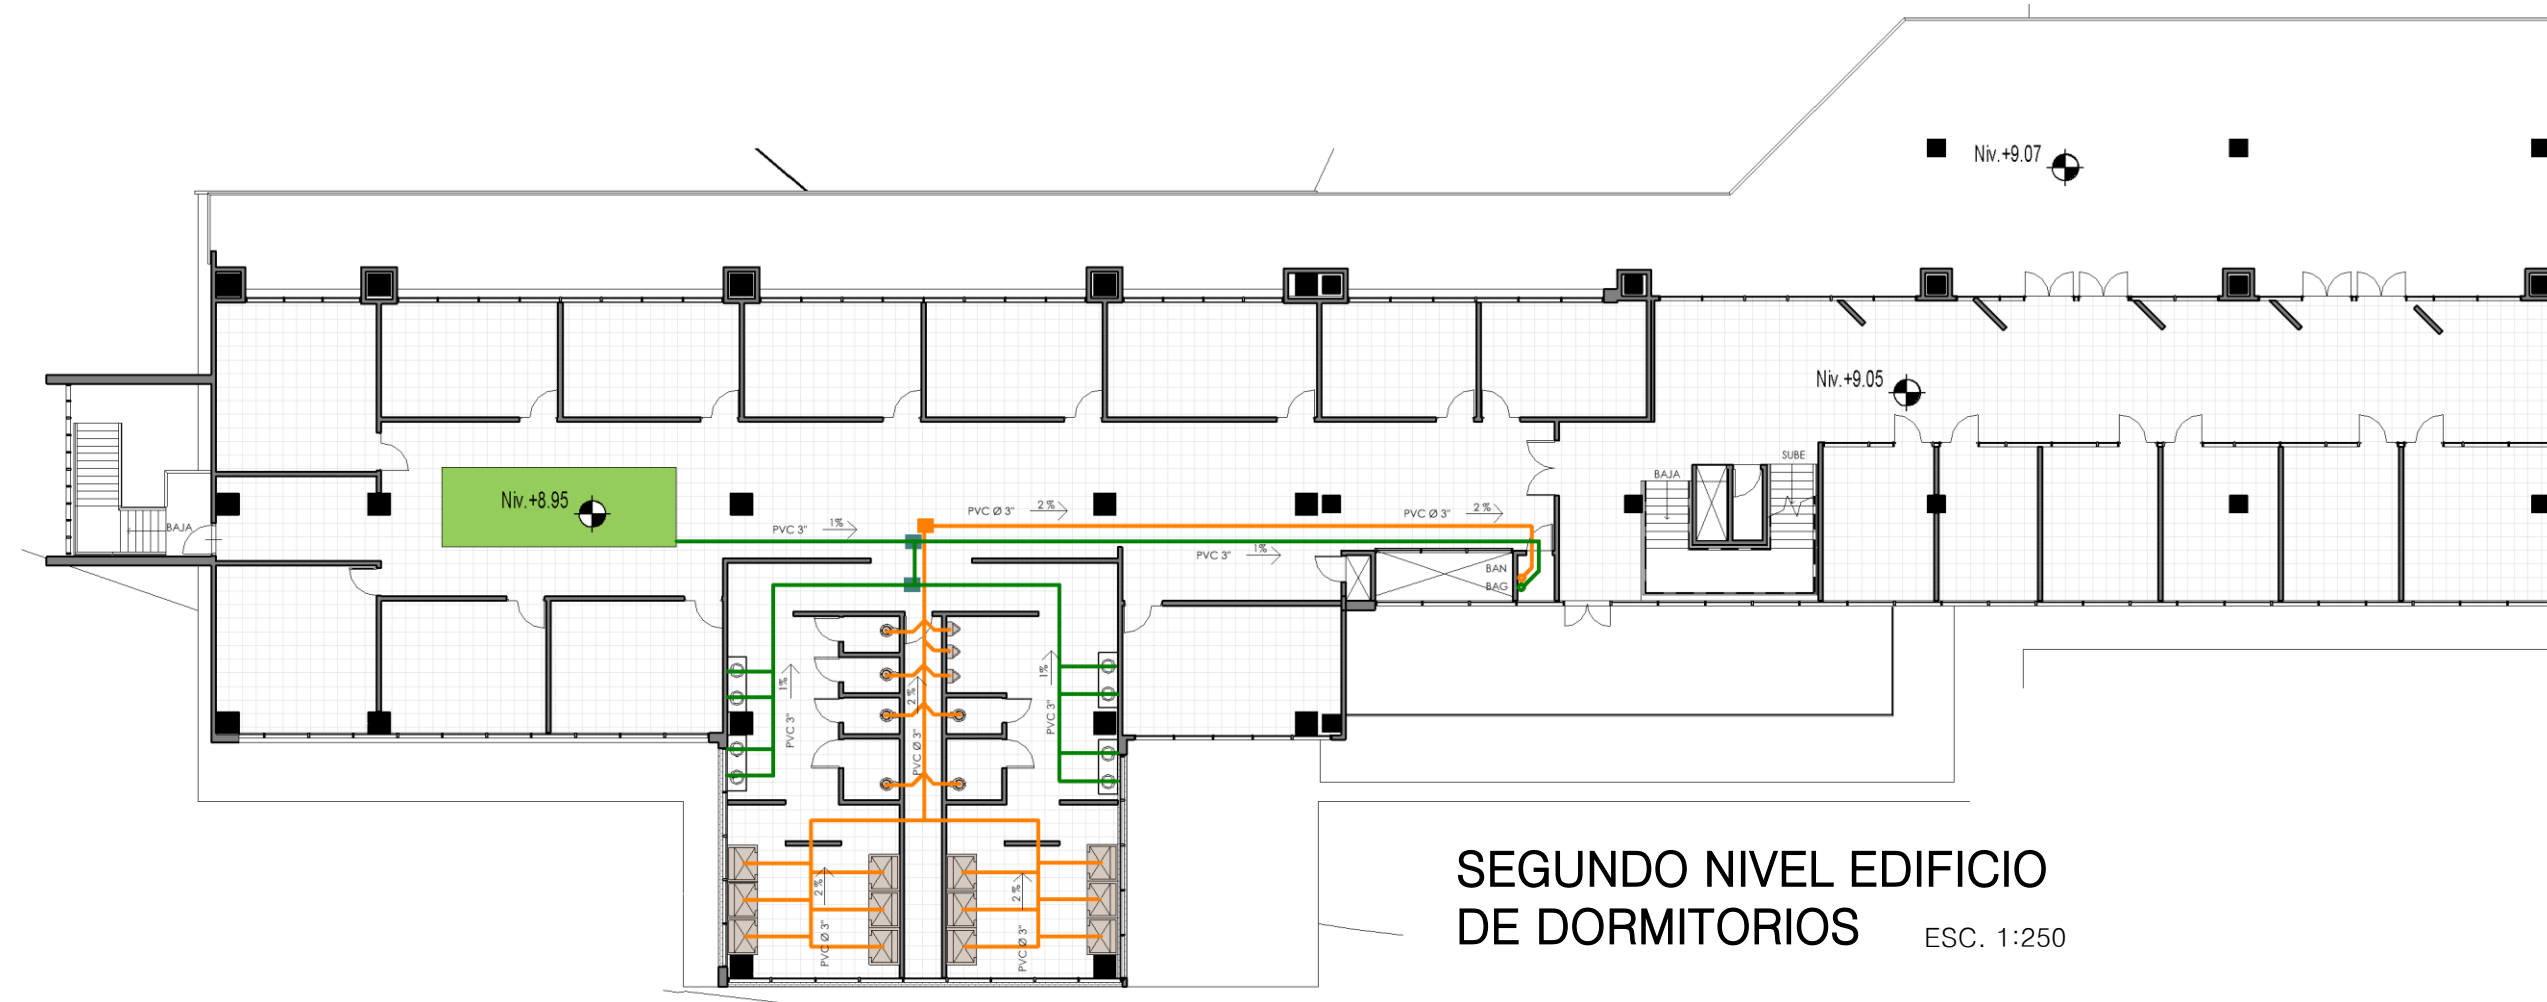 Niv.+9.07
Niv.+9.05
BAJA
SUBE
Niv.+8.95
BAJA
PVC 3" 1%
PVC Ø 3" 2%
PVC Ø 3" 2%
PVC 3" 1%
BAN
BAG
1%
PVC 3"
2%
PVC Ø 3"
1%
PVC 3"
2%
PVC Ø 3"
2%
PVC Ø 3"
SEGUNDO NIVEL EDIFICIO
DE DORMITORIOS ESC. 1:250